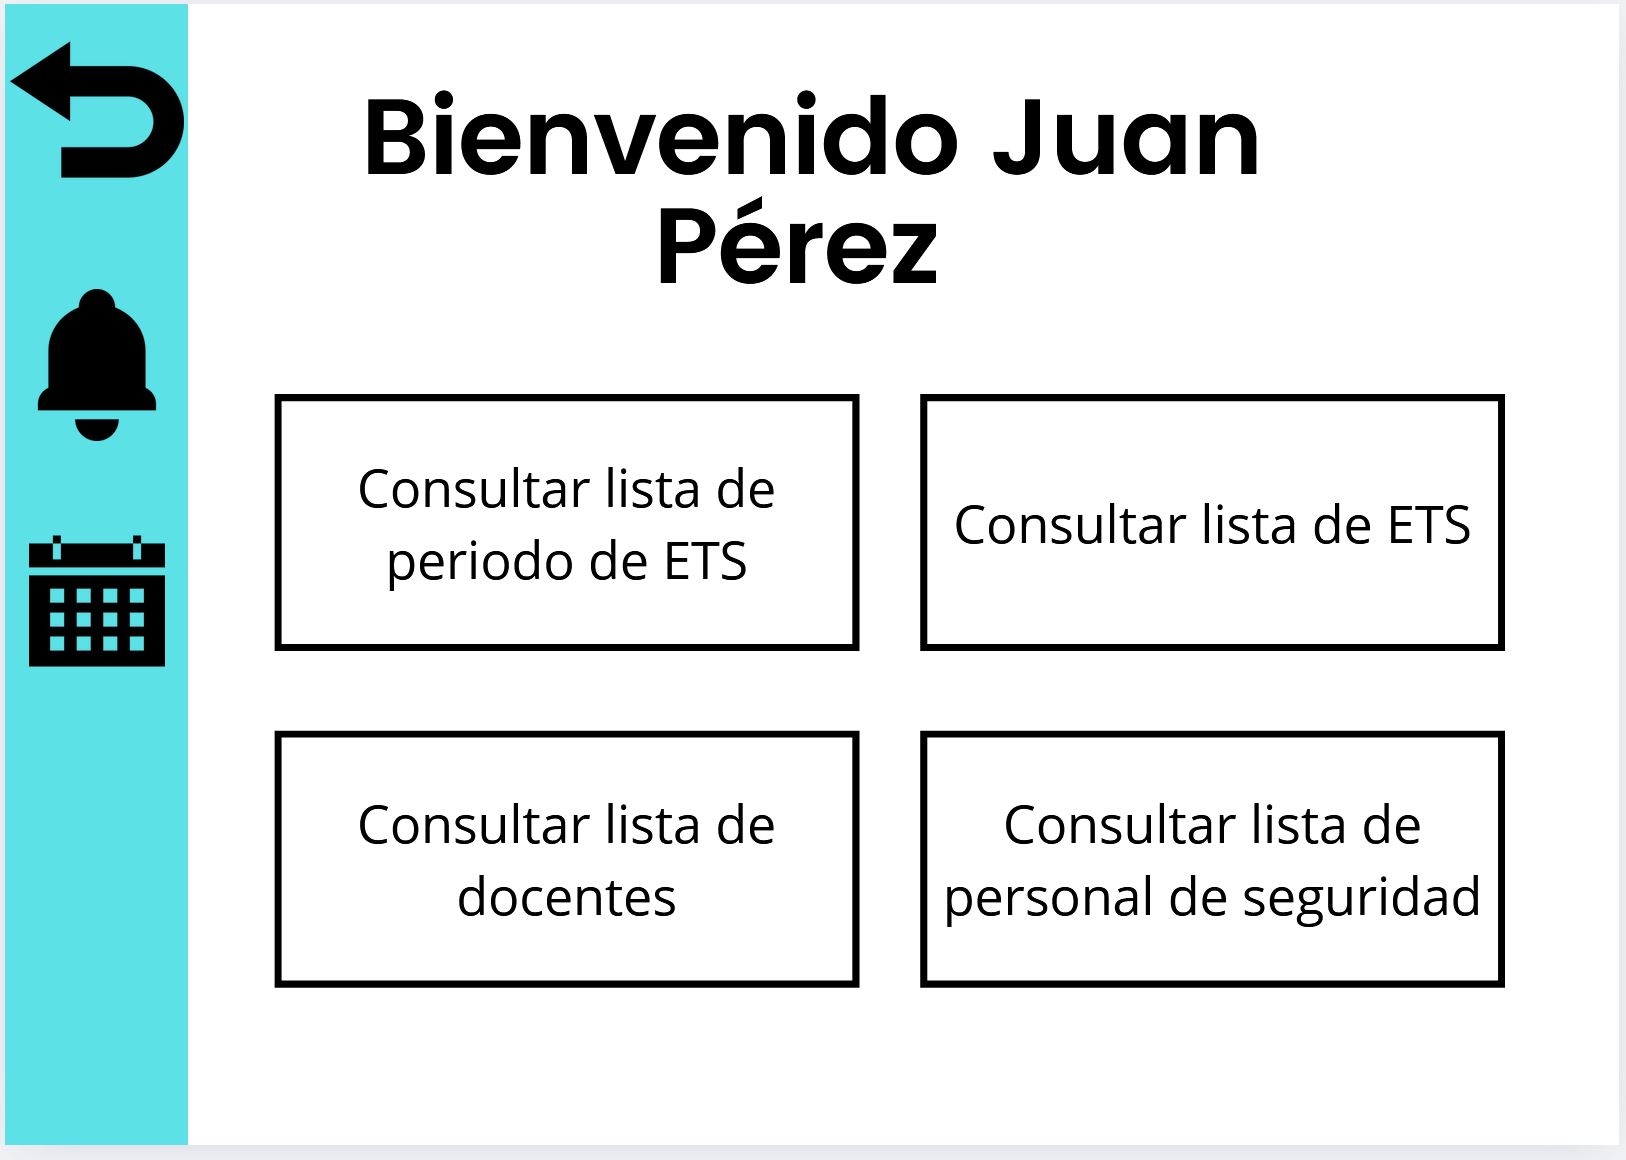 Bienvenido Juan
Pérez
Consultar lista de
periodo de ETS
Consultar lista de ETS
Consultar lista de
docentes
Consultar lista de
personal de seguridad